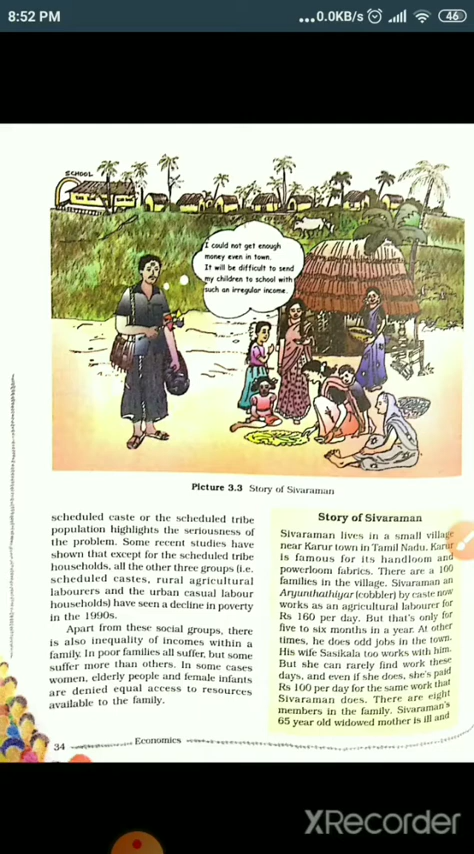 8:52 PM
...0.0KB/s
46
SCHOOL
I could not get enough
money even in town.
It will be difficult to send
my children to school with
such an irregular income.
Picture 3.3 Story of Sivaraman
scheduled caste or the scheduled tribe
population highlights the seriousness of
the problem. Some recent studies have
shown that except for the scheduled tribe
households, all the other three groups (i.e.
scheduled castes, rural agricultural
labourers and the urban casual labour
households) have seen a decline in poverty
in the 1990s.
Apart from these social groups, there
is also inequality of incomes within a
family. In poor families all suffer, but some
suffer more than others. In some cases
women, elderly people and female infants
are denied equal access to resources
available to the family.
Story of Sivaraman
Sivaraman lives in a small village
near Karur town in Tamil Nadu. Karur
is famous for its handloom and
powerloom fabrics. There are a 100
families in the village. Sivaraman an
Aryunthathiyar (cobbler) by caste now
works as an agricultural labourer for
Rs 160 per day. But that's only for
five to six months in a year. At other
times, he does odd jobs in the town.
His wife Sasikala too works with him.
But she can rarely find work these
days, and even if she does, she's paid
Rs 100 per day for the same work that
Sivaraman does. There are eight
members in the family. Sivaraman's
65 year old widowed mother is ill and
34
Economics
XRecorder